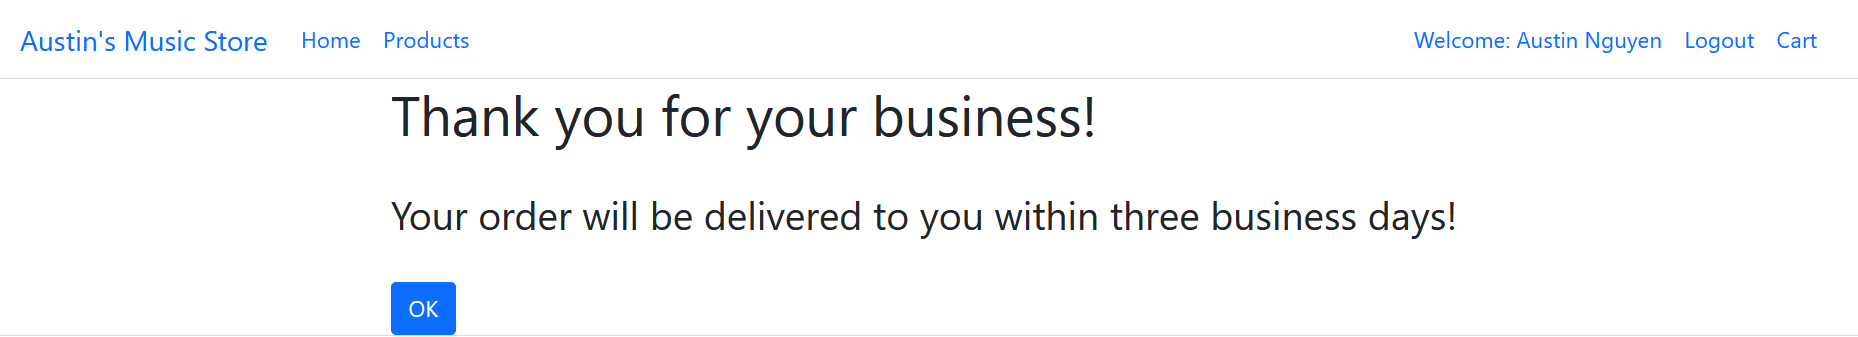 Austin's Music Store Home Products Welcome: Austin Nguyen Logout Cart
Thank you for your business!
Your order will be delivered to you within three business days!
OK